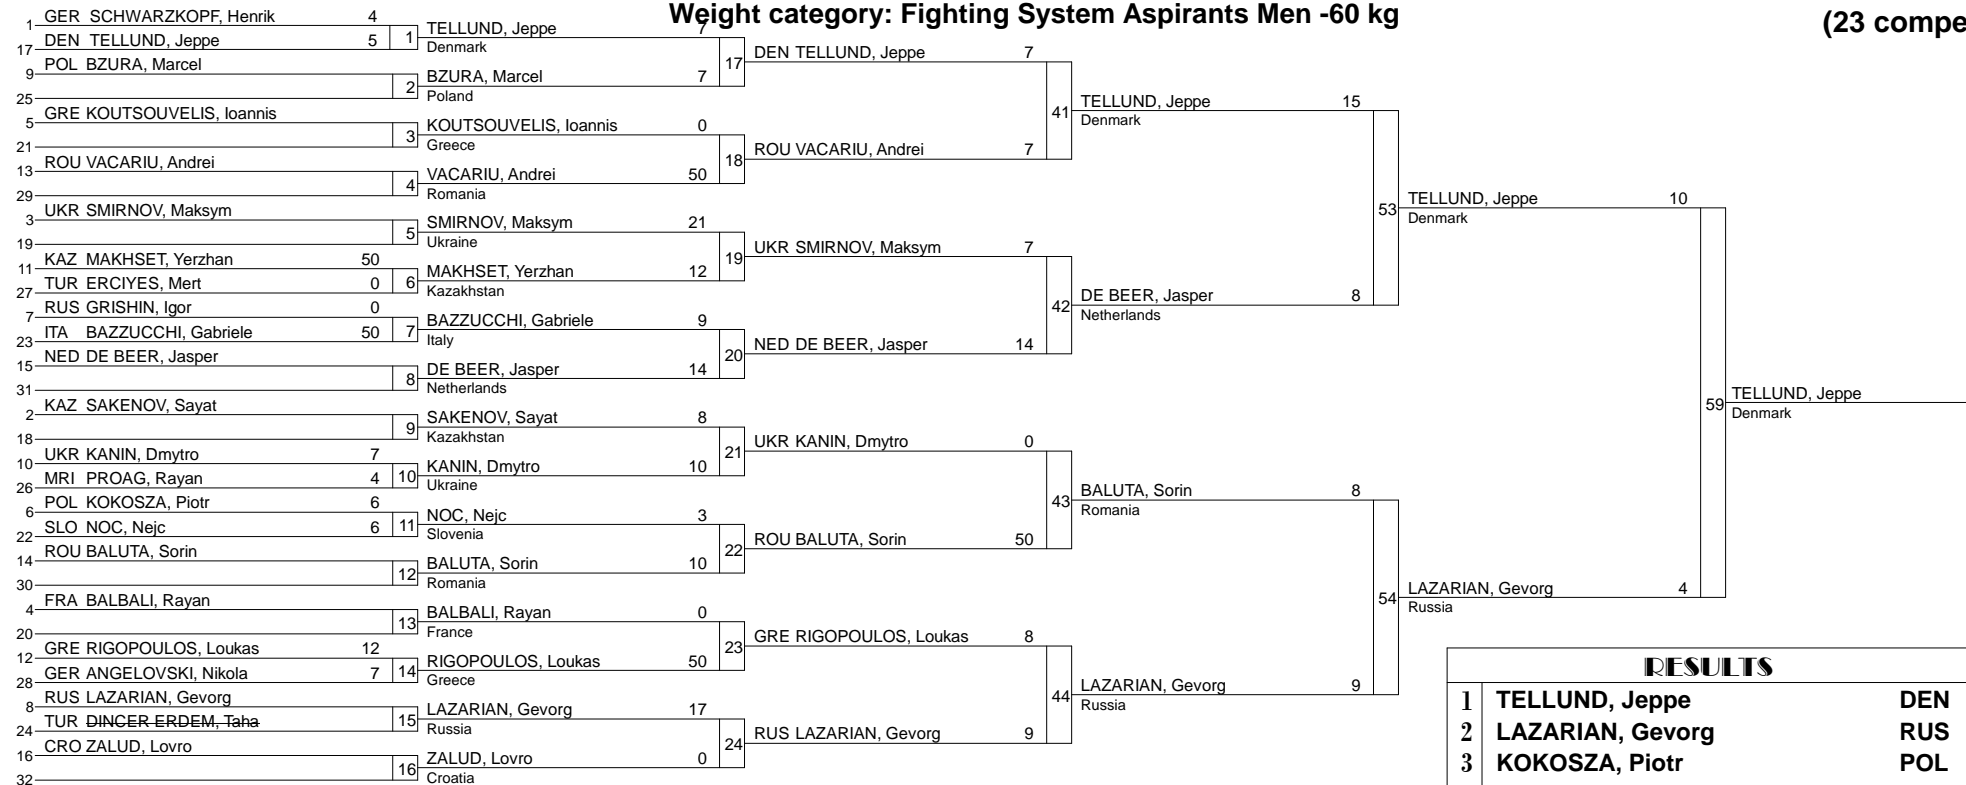 Weight category: Fighting System Aspirants Men -60 kg
(23 compe
1 GER SCHWARZKOPF, Henrik 4
17 DEN TELLUND, Jeppe 5
1
9 POL BZURA, Marcel
25
2
5 GRE KOUTSOUVELIS, Ioannis
21
3
13 ROU VACARIU, Andrei
29
4
3 UKR SMIRNOV, Maksym
19
5
11 KAZ MAKHSET, Yerzhan 50
27 TUR ERCIYES, Mert 0
6
7 RUS GRISHIN, Igor 0
23 ITA BAZZUCCHI, Gabriele 50
7
15 NED DE BEER, Jasper
31
8
2 KAZ SAKENOV, Sayat
18
9
10 UKR KANIN, Dmytro 7
26 MRI PROAG, Rayan 4
10
6 POL KOKOSZA, Piotr 6
22 SLO NOC, Nejc 6
11
14 ROU BALUTA, Sorin
30
12
4 FRA BALBALI, Rayan
20
13
12 GRE RIGOPOULOS, Loukas 12
28 GER ANGELOVSKI, Nikola 7
14
8 RUS LAZARIAN, Gevorg
24 TUR DINCER ERDEM, Taha
15
16 CRO ZALUD, Lovro
32
16
TELLUND, Jeppe 7
Denmark
BZURA, Marcel 7
Poland
17
KOUTSOUVELIS, Ioannis 0
Greece
VACARIU, Andrei 50
Romania
18
SMIRNOV, Maksym 21
Ukraine
MAKHSET, Yerzhan 12
Kazakhstan
19
BAZZUCCHI, Gabriele 9
Italy
DE BEER, Jasper 14
Netherlands
20
SAKENOV, Sayat 8
Kazakhstan
KANIN, Dmytro 10
Ukraine
21
NOC, Nejc 3
Slovenia
BALUTA, Sorin 10
Romania
22
BALBALI, Rayan 0
France
RIGOPOULOS, Loukas 50
Greece
23
LAZARIAN, Gevorg 17
Russia
ZALUD, Lovro 0
Croatia
24
DEN TELLUND, Jeppe 7
ROU VACARIU, Andrei 7
41
UKR SMIRNOV, Maksym 7
NED DE BEER, Jasper 14
42
UKR KANIN, Dmytro 0
ROU BALUTA, Sorin 50
43
GRE RIGOPOULOS, Loukas 8
RUS LAZARIAN, Gevorg 9
44
TELLUND, Jeppe 15
Denmark
DE BEER, Jasper 8
Netherlands
53
BALUTA, Sorin 8
Romania
LAZARIAN, Gevorg 9
Russia
54
TELLUND, Jeppe 10
Denmark
LAZARIAN, Gevorg 4
Russia
59
TELLUND, Jeppe
Denmark
RESULTS
1 TELLUND, Jeppe DEN
2 LAZARIAN, Gevorg RUS
3 KOKOSZA, Piotr POL